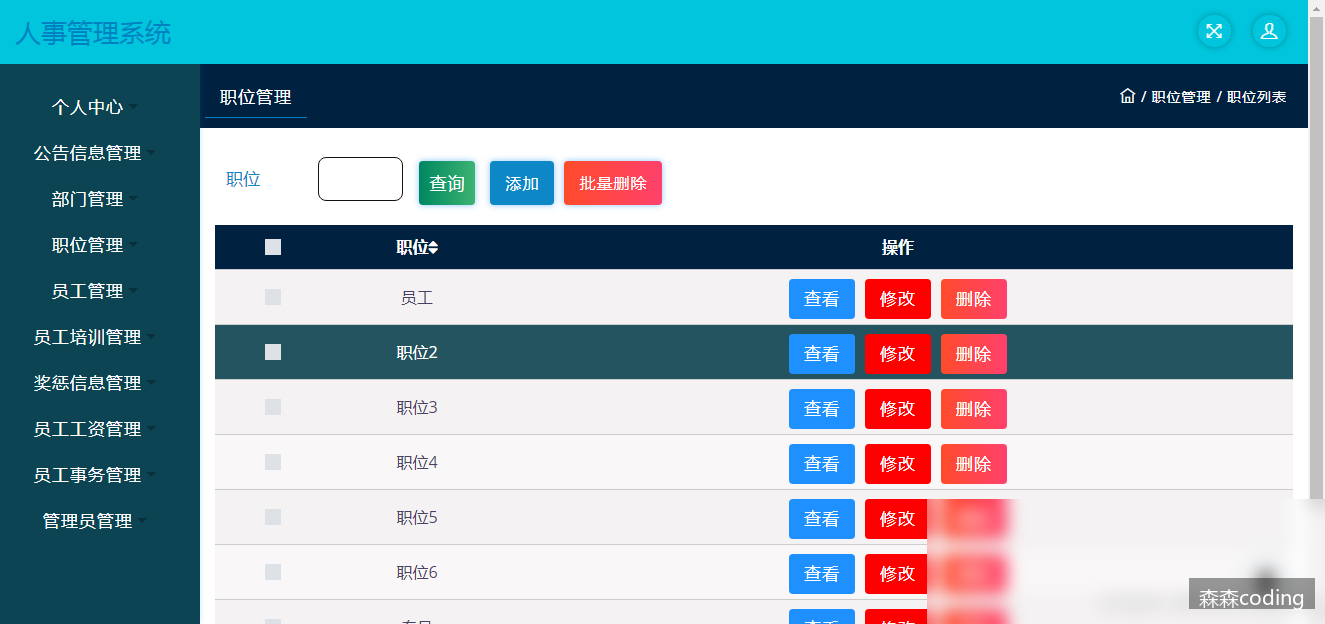 人事管理系统
个人中心
公告信息管理
部门管理
职位管理
员工管理
员工培训管理
奖惩信息管理
员工工资管理
员工事务管理
管理员管理
职位管理
/ 职位管理 / 职位列表
职位 查询 添加 批量删除
职位 操作
员工 查看 修改 删除
职位2 查看 修改 删除
职位3 查看 修改 删除
职位4 查看 修改 删除
职位5 查看 修改
职位6 查看 修改
查看 修改
森森coding